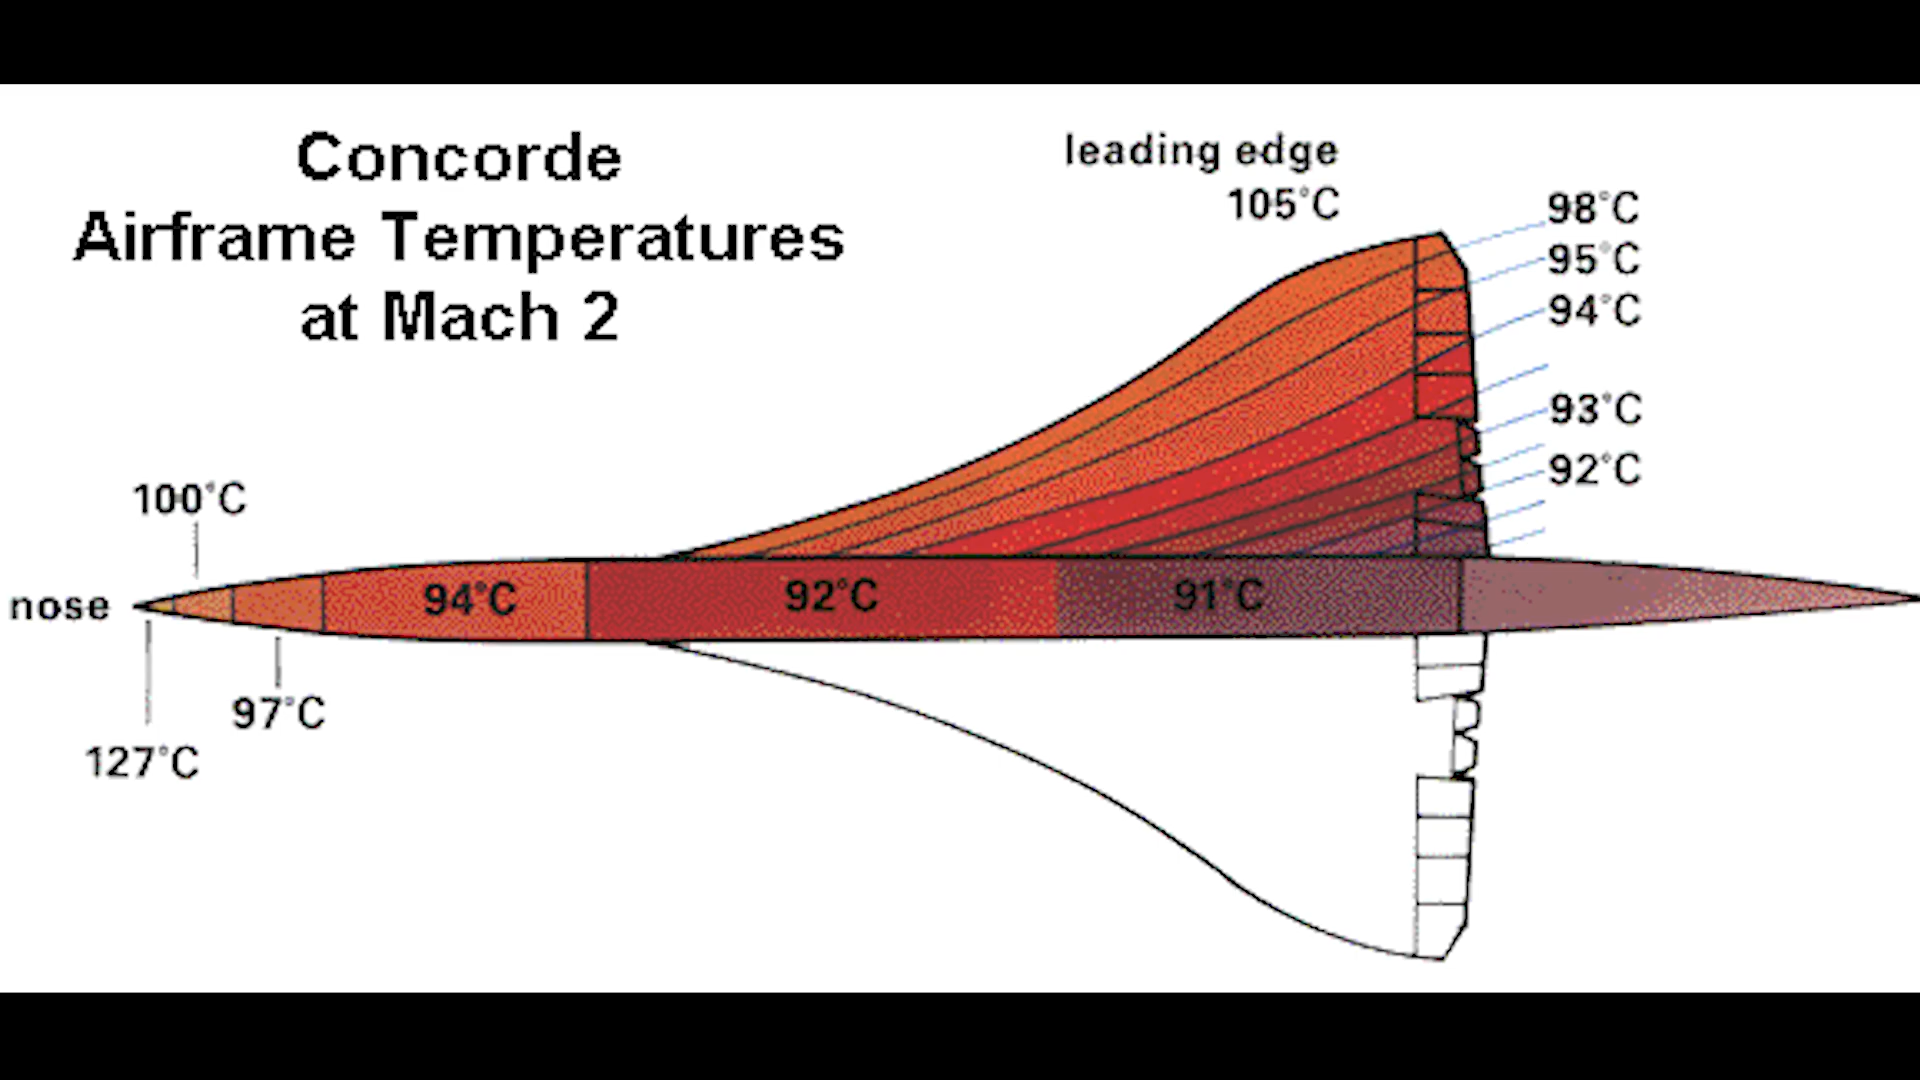 Concorde
Airframe Temperatures
at Mach 2
leading edge
105°C
98°C
95°C
94°C
93°C
92°C
100°C
nose
94°C
92°C
91°C
97°C
127°C